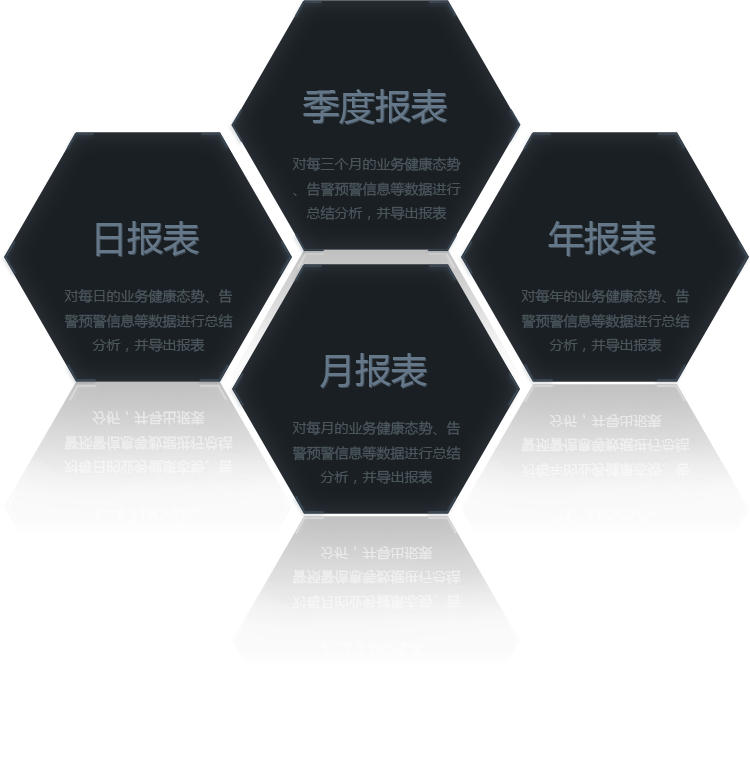 季度报表
对每三个月的业务健康态势
、告警预警信息等数据进行
总结分析，并导出报表
日报表
对每日的业务健康态势、告
警预警信息等数据进行总结
分析，并导出报表
年报表
对每年的业务健康态势、告
警预警信息等数据进行总结
分析，并导出报表
月报表
对每月的业务健康态势、告
警预警信息等数据进行总结
分析，并导出报表